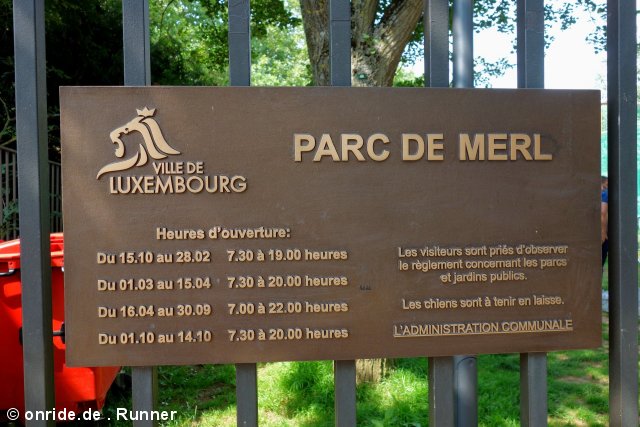 VILLE DE
LUXEMBOURG
PARC DE MERL
Heures d'ouverture:
Du 15.10 au 28.02 7.30 à 19.00 heures
Du 01.03 au 15.04 7.30 à 20.00 heures
Du 16.04 au 30.09 7.00 à 22.00 heures
Du 01.10 au 14.10 7.30 à 20.00 heures
Les visiteurs sont priés d'observer
le règlement concernant les parcs
et jardins publics.
Les chiens sont à tenir en laisse.
L'ADMINISTRATION COMMUNALE
© onride.de . Runner